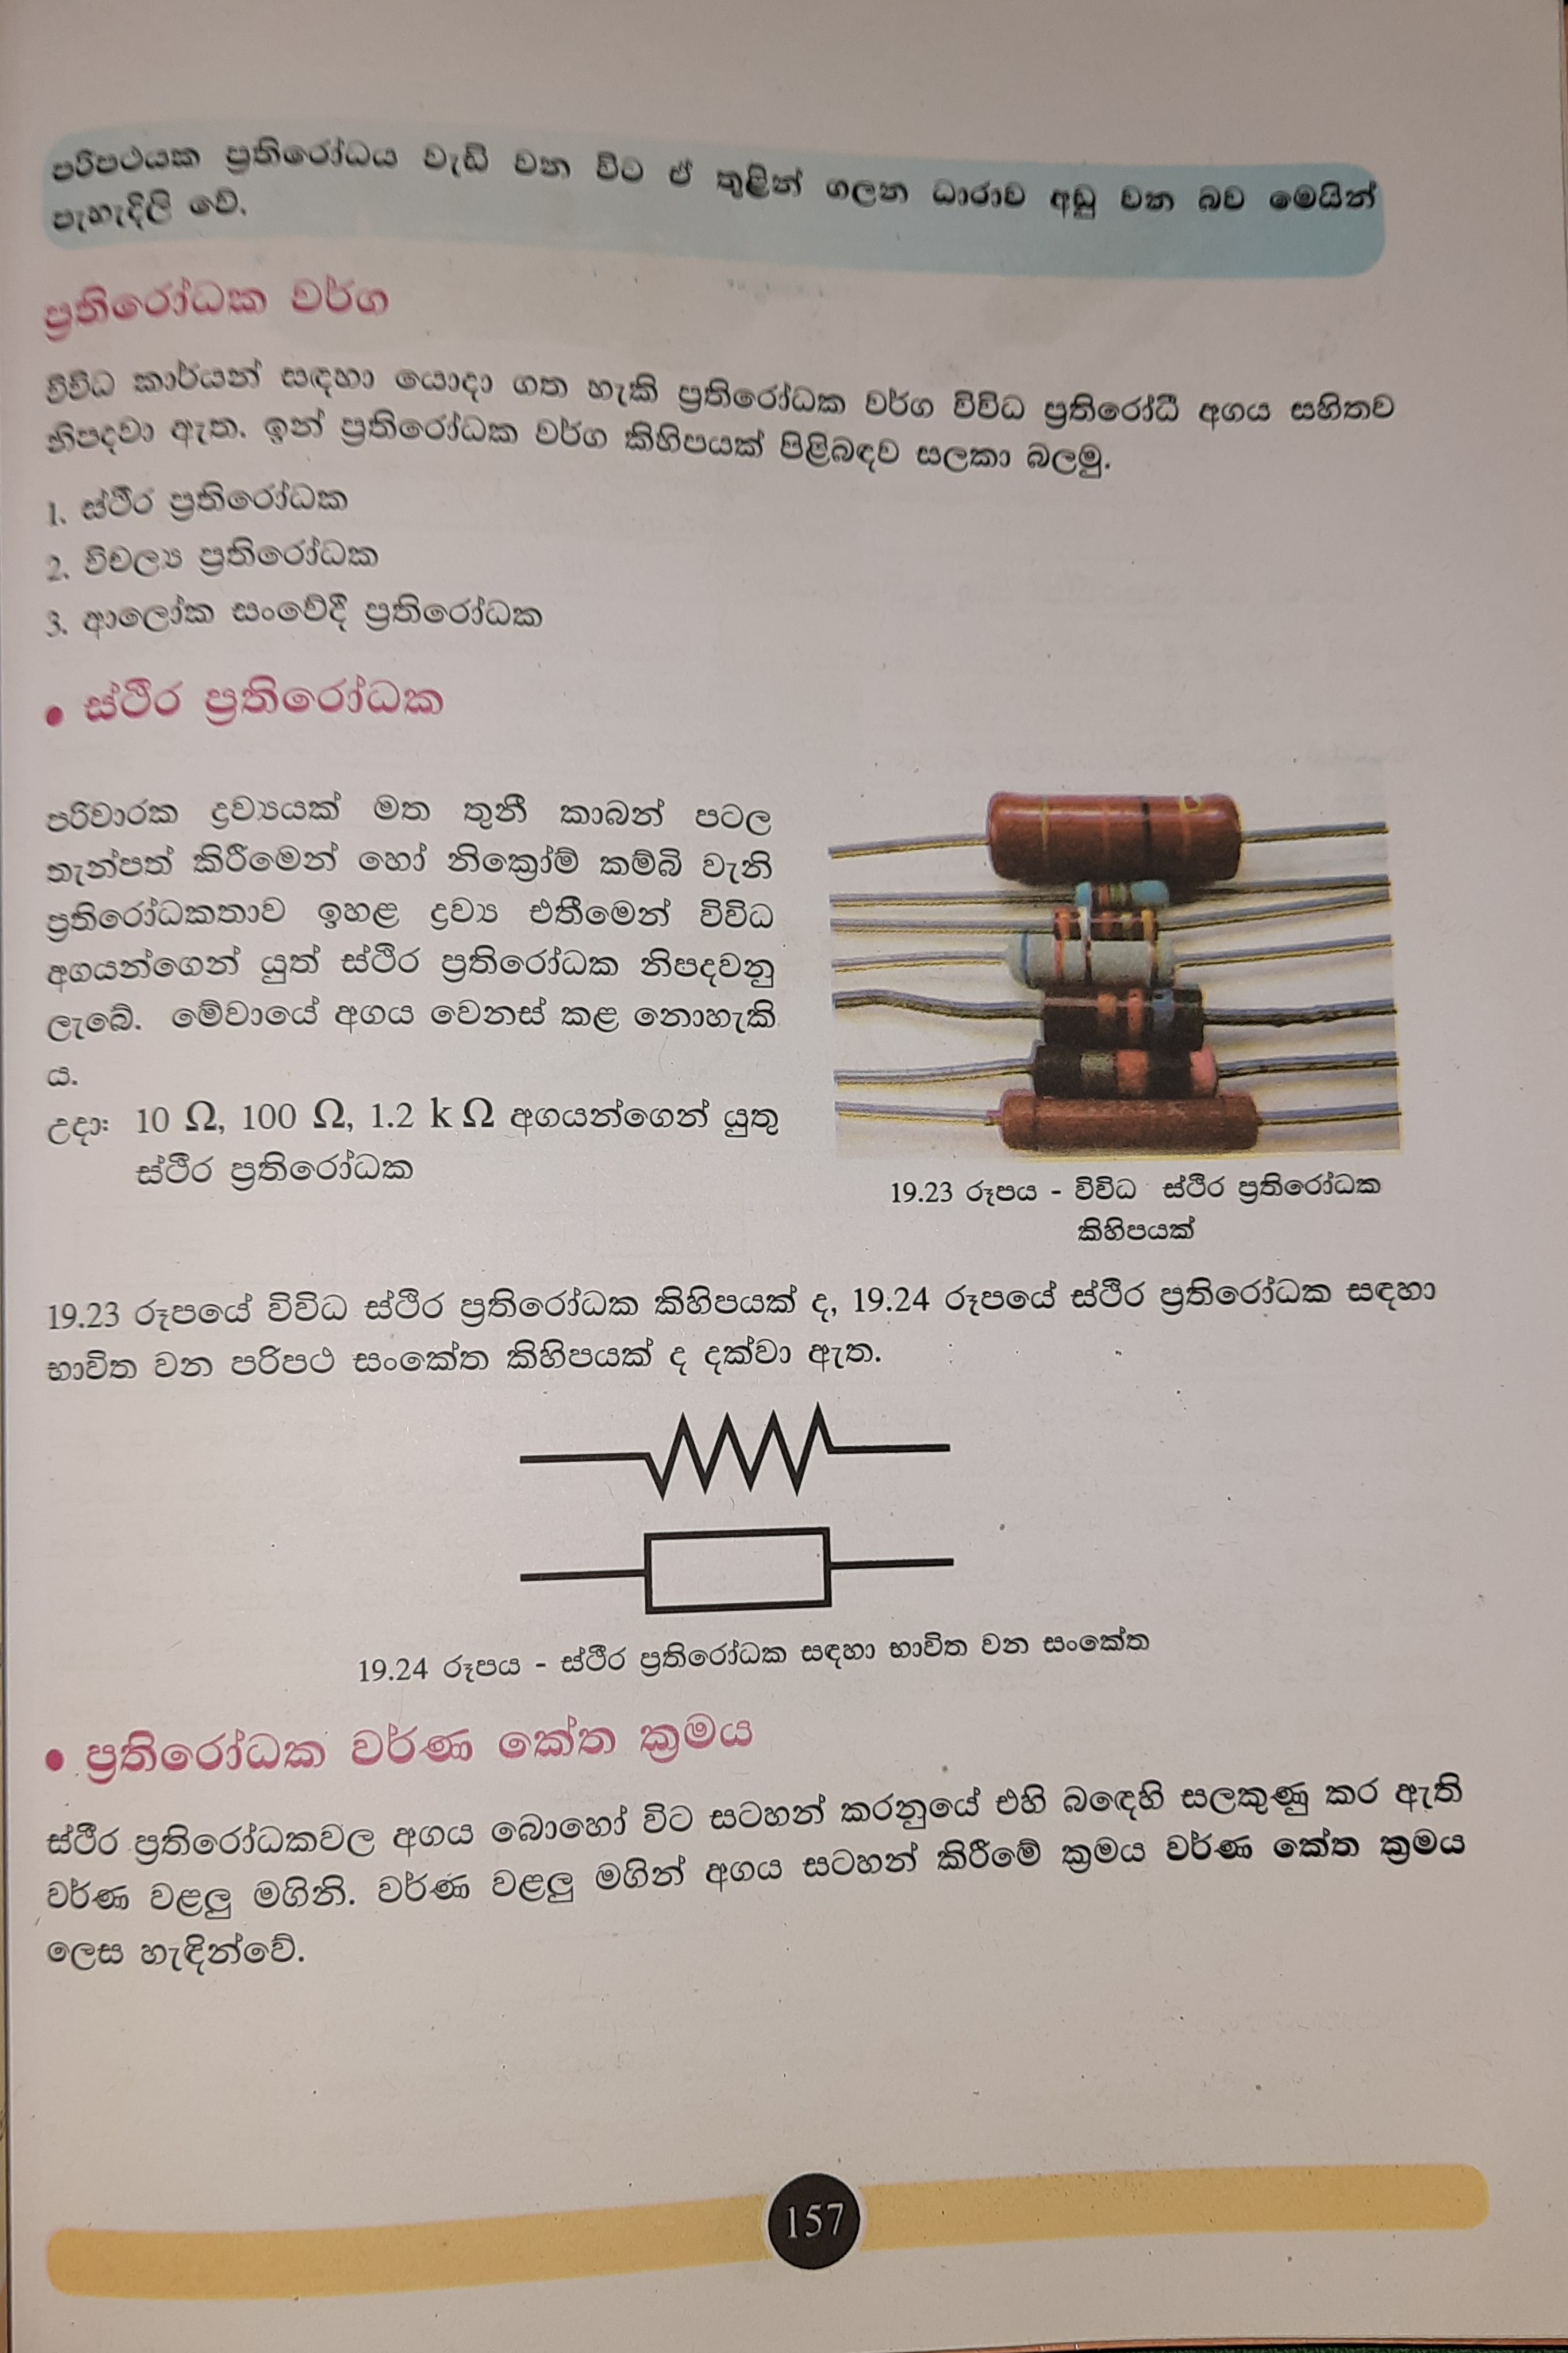 පරිපථයක ප්‍රතිරෝධය වැඩි වන විට ඒ තුළින් ගලන ධාරාව අඩු වන බව මෙයින්
පැහැදිලි වේ.
ප්‍රතිරෝධක වර්ග
විවිධ කාර්යන් සඳහා යොදා ගත හැකි ප්‍රතිරෝධක වර්ග විවිධ ප්‍රතිරෝධී අගය සහිතව
නිපදවා ඇත. ඉන් ප්‍රතිරෝධක වර්ග කිහිපයක් පිළිබඳව සලකා බලමු.
1. ස්ථිර ප්‍රතිරෝධක
2. විචල්‍ය ප්‍රතිරෝධක
3. ආලෝක සංවේදී ප්‍රතිරෝධක
• ස්ථිර ප්‍රතිරෝධක
පරිවාරක ද්‍රව්‍යයක් මත තුනී කාබන් පටල
තැන්පත් කිරීමෙන් හෝ නික්‍රෝම් කම්බි වැනි
ප්‍රතිරෝධකතාව ඉහළ ද්‍රව්‍ය එතීමෙන් විවිධ
අගයන්ගෙන් යුත් ස්ථිර ප්‍රතිරෝධක නිපදවනු
ලැබේ. මේවායේ අගය වෙනස් කළ නොහැකි
ය.
උදා: 10 Ω, 100 Ω, 1.2 k Ω අගයන්ගෙන් යුතු
ස්ථිර ප්‍රතිරෝධක
19.23 රූපය - විවිධ ස්ථිර ප්‍රතිරෝධක
කිහිපයක්
19.23 රූපයේ විවිධ ස්ථිර ප්‍රතිරෝධක කිහිපයක් ද, 19.24 රූපයේ ස්ථිර ප්‍රතිරෝධක සඳහා
භාවිත වන පරිපථ සංකේත කිහිපයක් ද දක්වා ඇත.
19.24 රූපය - ස්ථිර ප්‍රතිරෝධක සඳහා භාවිත වන සංකේත
• ප්‍රතිරෝධක වර්ණ කේත ක්‍රමය
ස්ථිර ප්‍රතිරෝධකවල අගය බොහෝ විට සටහන් කරනුයේ එහි බඳෙහි සලකුණු කර ඇති
වර්ණ වළලු මගිනි. වර්ණ වළලු මගින් අගය සටහන් කිරීමේ ක්‍රමය වර්ණ කේත ක්‍රමය
ලෙස හැඳින්වේ.
157